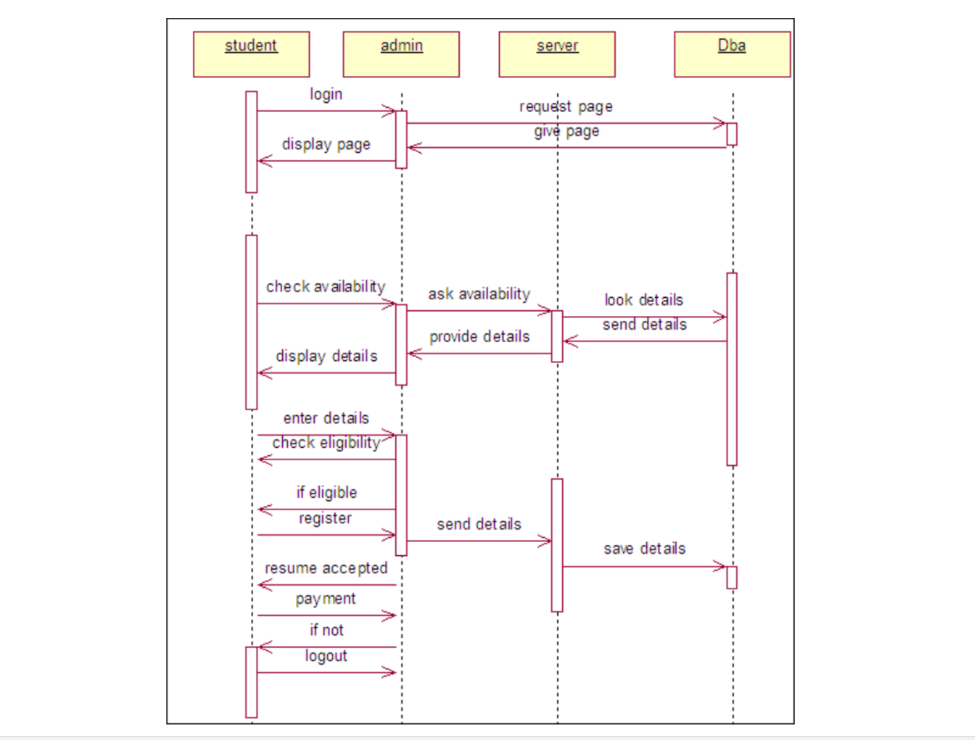 student
admin
server
Dba
login
request page
give page
display page
check availability
ask availability
look details
send details
provide details
display details
enter details
check eligibility
if eligible
register
send details
save details
resume accepted
payment
if not
logout